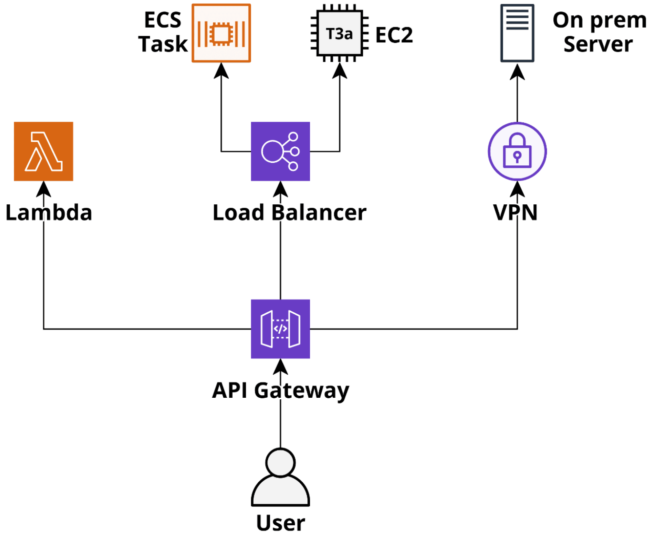 ECS
Task
T3a
EC2
On prem
Server
Lambda
Load Balancer
VPN
</>
API Gateway
User